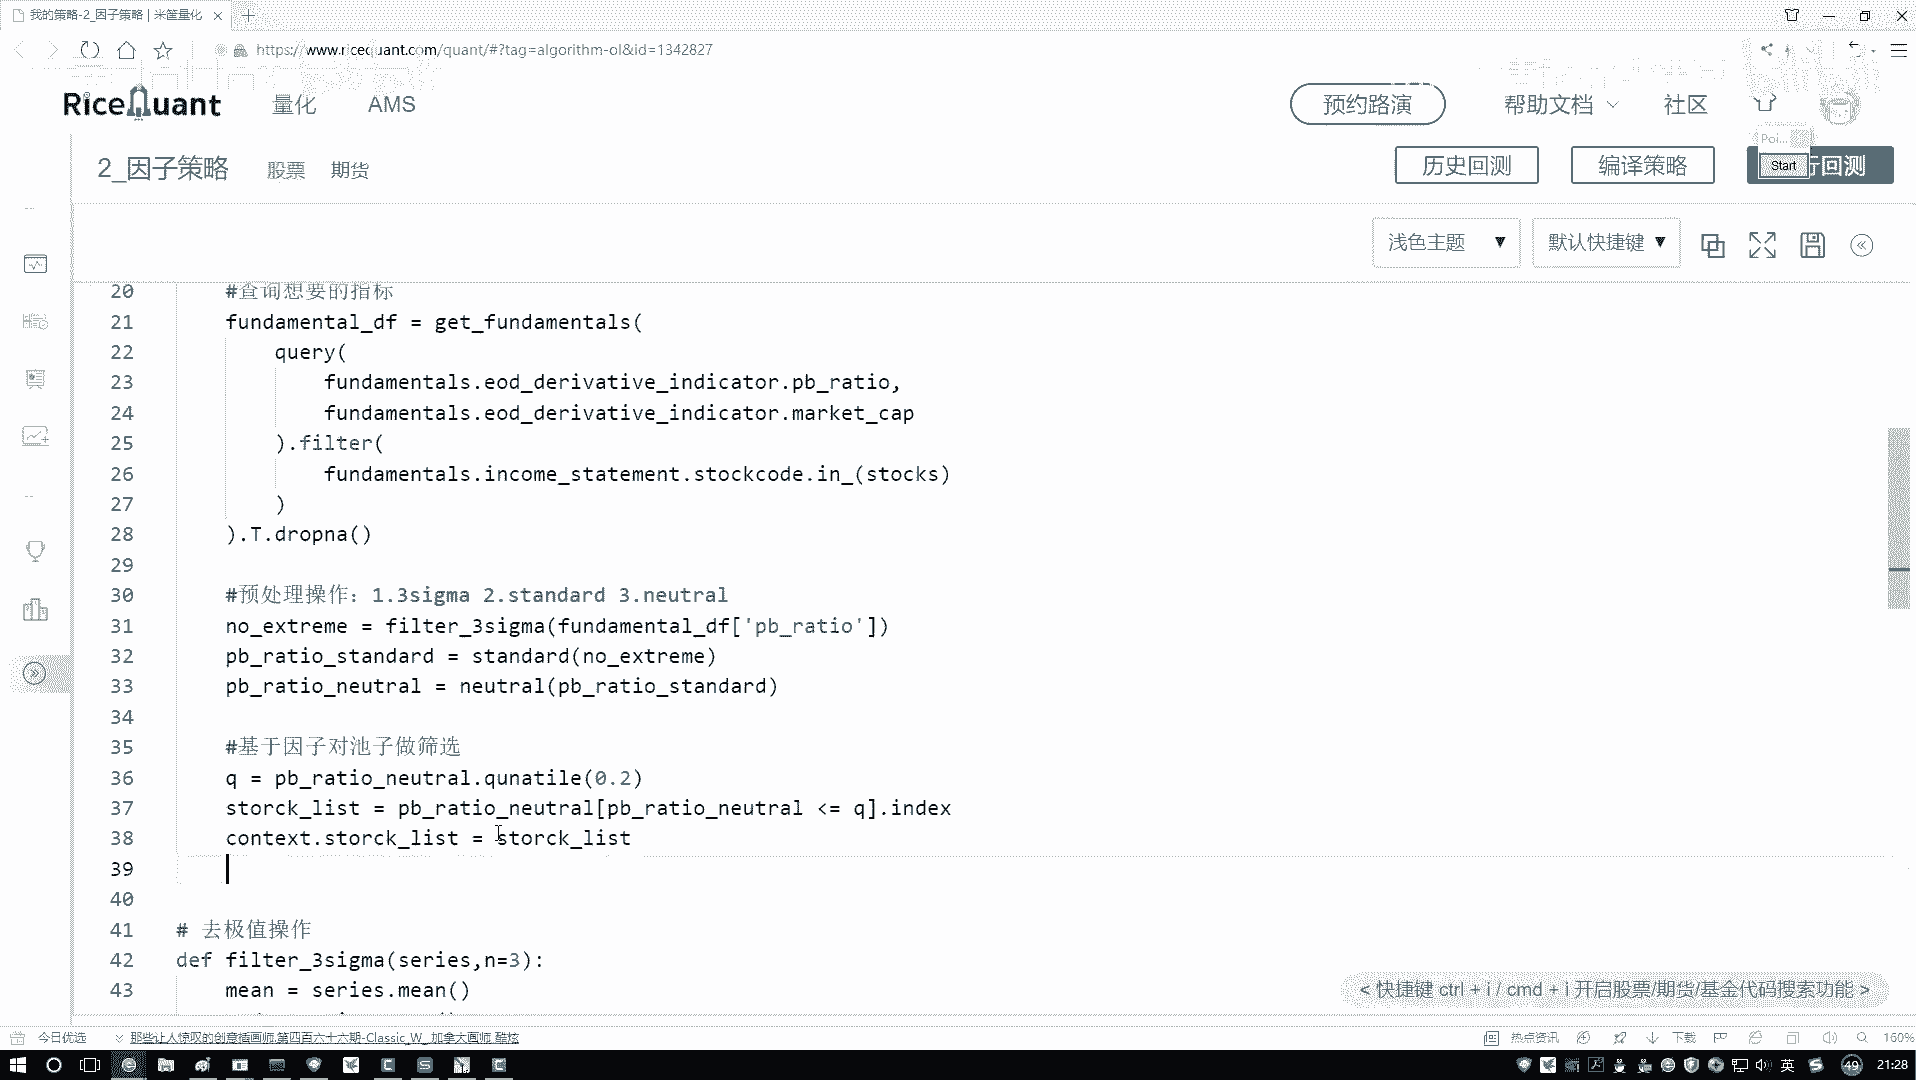 我的策略-2_因子策略 | 米筐量化
https://www.ricequant.com/quant/#?tag=algorithm-ol&id=1342827
RiceQuant 量化 AMS 预约路演 帮助文档 社区
Poi...
2_因子策略 股票 期货 历史回测 编译策略 Start 行回测
浅色主题 默认快捷键
20 #查询想要的指标
21 fundamental_df = get_fundamentals(
22 query(
23 fundamentals.eod_derivative_indicator.pb_ratio,
24 fundamentals.eod_derivative_indicator.market_cap
25 ).filter(
26 fundamentals.income_statement.stockcode.in_(stocks)
27 )
28 ).T.dropna()
29
30 #预处理操作：1.3sigma 2.standard 3.neutral
31 no_extreme = filter_3sigma(fundamental_df['pb_ratio'])
32 pb_ratio_standard = standard(no_extreme)
33 pb_ratio_neutral = neutral(pb_ratio_standard)
34
35 #基于因子对池子做筛选
36 q = pb_ratio_neutral.qunatile(0.2)
37 storck_list = pb_ratio_neutral[pb_ratio_neutral <= q].index
38 context.storck_list = storck_list
39
40
41 # 去极值操作
42 def filter_3sigma(series,n=3):
43 mean = series.mean()
< 快捷键 ctrl + i / cmd + i 开启股票/期货/基金代码搜索功能 >
今日优选 那些让人惊叹的创意插画师.第四百六十六期-Classic_W_ 加拿大画师 酷炫 热点资讯 下载 160%
英 49 21:28